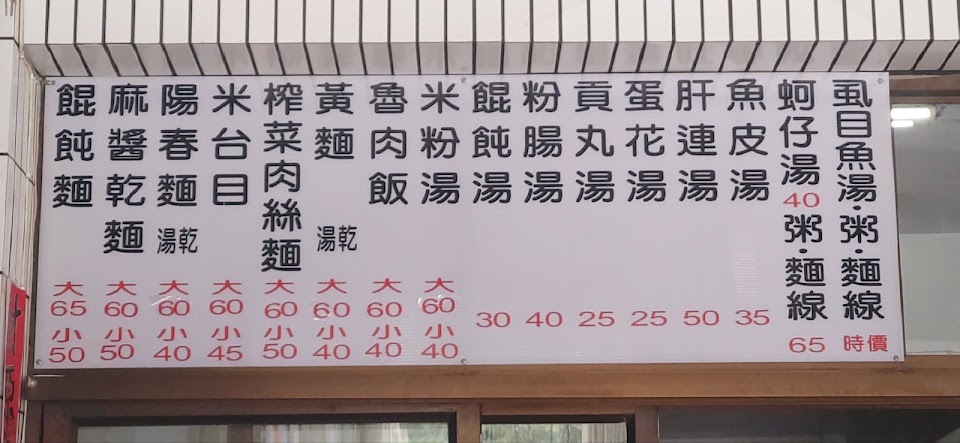 虱目魚湯·粥·麵線 時價
蚵仔湯 40 粥·麵線 65
魚皮湯 35
肝連湯 50
蛋花湯 25
貢丸湯 25
粉腸湯 40
餛飩湯 30
米粉湯 大60 小40
魯肉飯 大60 小40
黃麵 湯乾 大60 小40
榨菜肉絲麵 大60 小50
米台目 大60 小45
陽春麵 湯乾 大60 小40
麻醬乾麵 大60 小50
餛飩麵 大65 小50